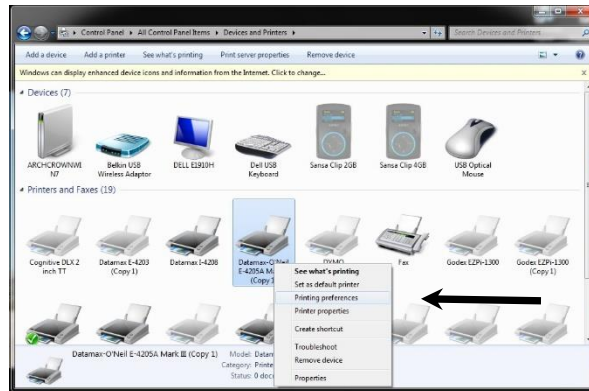 Control Panel ▸ All Control Panel Items ▸ Devices and Printers ▸
Search Devices and Printers
Add a device Add a printer See what's printing Print server properties Remove device
Windows can display enhanced device icons and information from the Internet. Click to change...
Devices (7)
ARCHCROWNWI Belkin USB DELL E1910H Dell USB Sansa Clip 2GB Sansa Clip 4GB USB Optical
N7 Wireless Adaptor Keyboard Mouse
Printers and Faxes (19)
Cognitive DLX 2 Datamax E-4203 Datamax I-4208 Datamax-O'Neil DYMO Fax Godex EZPi-1300 Godex EZPi-1300
inch TT (Copy 1) E-4205A Ma (Copy 1)
(Copy 1
See what's printing
Set as default printer
Printing preferences
Printer properties
Create shortcut
Troubleshoot
Remove device
Properties
Datamax-O'Neil E-4205A Mark III (Copy 1) Model: Datam
Category: Printe
Status: 0 docu